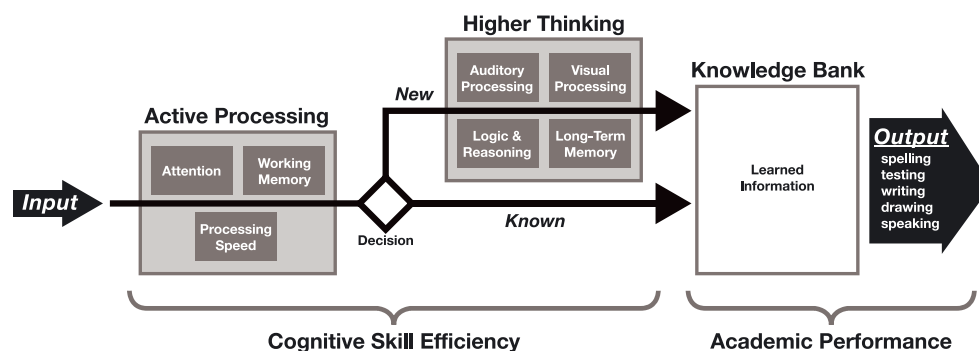 Input
Active Processing
Attention
Working
Memory
Processing
Speed
Decision
New
Known
Higher Thinking
Auditory
Processing
Visual
Processing
Logic &
Reasoning
Long-Term
Memory
Knowledge Bank
Learned
Information
Output
spelling
testing
writing
drawing
speaking
Cognitive Skill Efficiency
Academic Performance